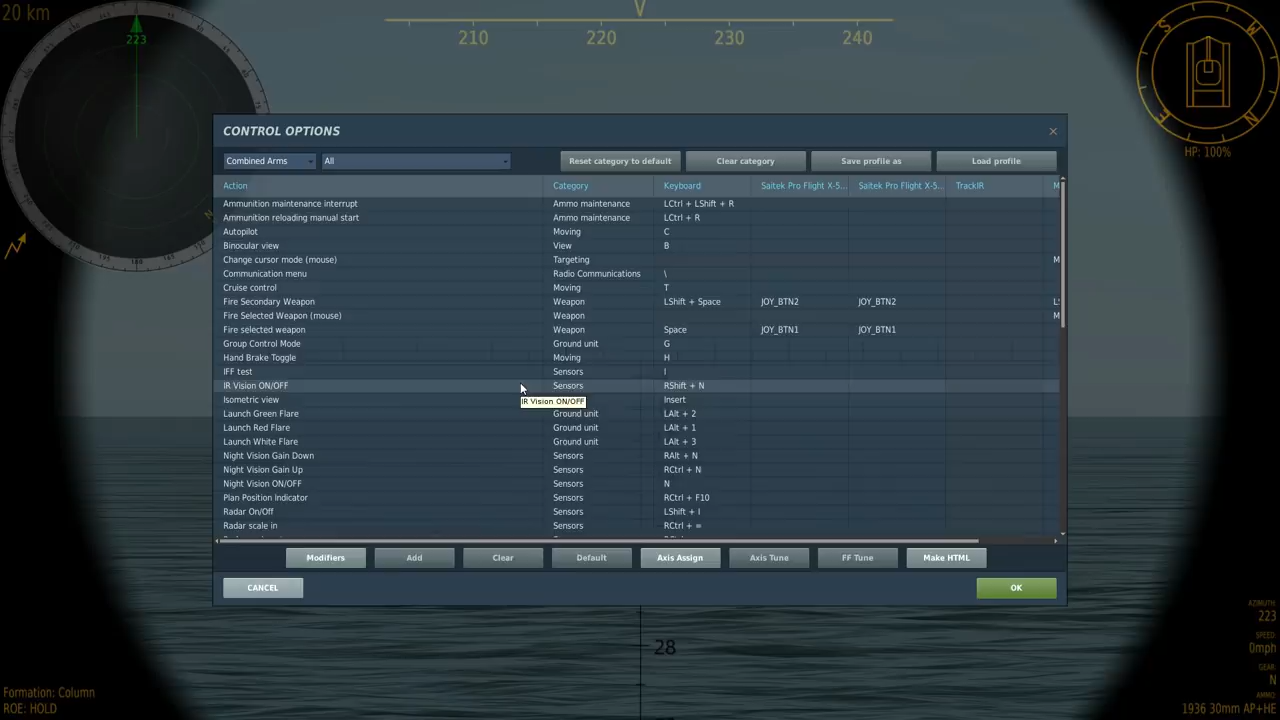 20 km
223
V
210 220 230 240
S W N E
HP: 100%
CONTROL OPTIONS
Combined Arms All Reset category to default Clear category Save profile as Load profile
Action Category Keyboard Saitek Pro Flight X-5... Saitek Pro Flight X-5... TrackIR M
Ammunition maintenance interrupt Ammo maintenance LCtrl + LShift + R
Ammunition reloading manual start Ammo maintenance LCtrl + R
Autopilot Moving C
Binocular view View B
Change cursor mode (mouse) Targeting M
Communication menu Radio Communications \
Cruise control Moving T
Fire Secondary Weapon Weapon LShift + Space JOY_BTN2 JOY_BTN2
Fire Selected Weapon (mouse) Weapon M
Fire selected weapon Weapon Space JOY_BTN1 JOY_BTN1
Group Control Mode Ground unit G
Hand Brake Toggle Moving H
IFF test Sensors I
IR Vision ON/OFF Sensors RShift + N
IR Vision ON/OFF
Isometric view Insert
Launch Green Flare Ground unit LAlt + 2
Launch Red Flare Ground unit LAlt + 1
Launch White Flare Ground unit LAlt + 3
Night Vision Gain Down Sensors RAlt + N
Night Vision Gain Up Sensors RCtrl + N
Night Vision ON/OFF Sensors N
Plan Position Indicator Sensors RCtrl + F10
Radar On/Off Sensors LShift + I
Radar scale in Sensors RCtrl + =
Modifiers Add Clear Default Axis Assign Axis Tune FF Tune Make HTML
CANCEL OK
28
AZIMUTH
223
SPEED:
0mph
GEAR
N
AMMO
1936 30mm AP+HE
Formation: Column
ROE: HOLD